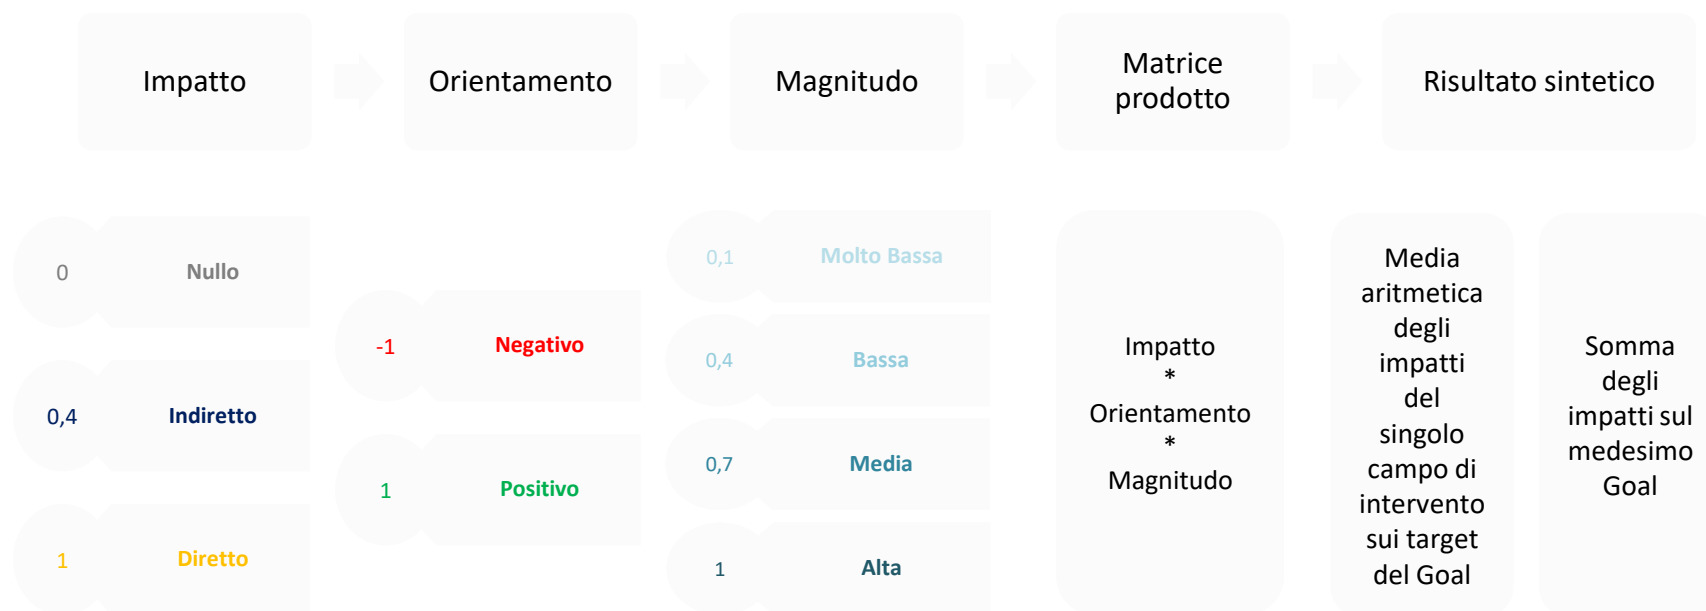 Impatto
Orientamento
Magnitudo
Matrice
prodotto
Risultato sintetico
0
Nullo
0,4
Indiretto
1
Diretto
-1
Negativo
1
Positivo
0,1
Molto Bassa
0,4
Bassa
0,7
Media
1
Alta
Impatto
*
Orientamento
*
Magnitudo
Media
aritmetica
degli
impatti
del
singolo
campo di
intervento
sui target
del Goal
Somma
degli
impatti sul
medesimo
Goal